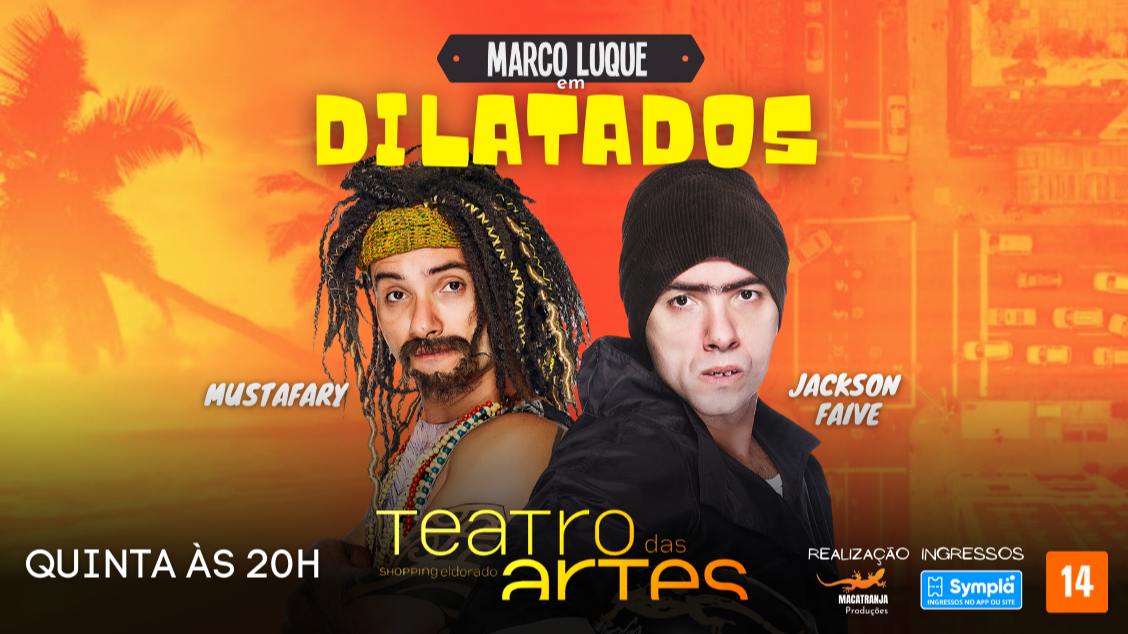 MARCO LUQUE
em
DILATADOS
MUSTAFARY
JACKSON
FAIVE
QUINTA ÀS 20H
TEATRO das
SHOPPING eldorado ARTES
REALIZAÇÃO
MACATRANJA
Produções
INGRESSOS
Sympla
INGRESSOS NO APP OU SITE
14